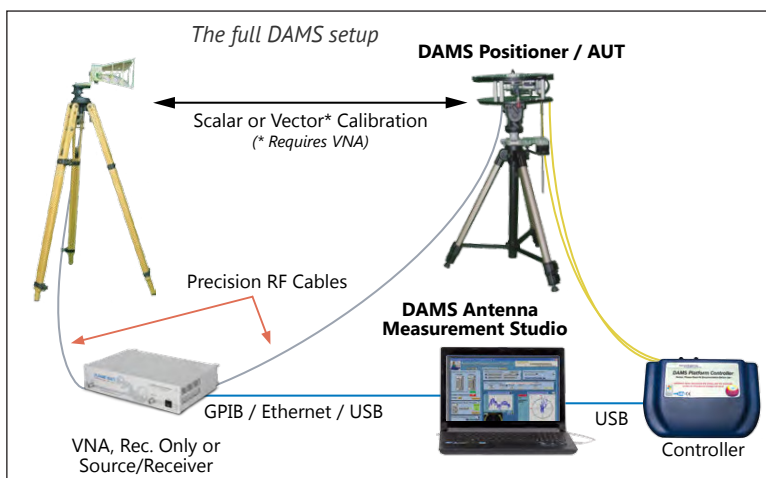 The full DAMS setup
DAMS Positioner / AUT
Scalar or Vector* Calibration
(* Requires VNA)
Precision RF Cables
DAMS Antenna
Measurement Studio
DAMS Platform Controller
GPIB / Ethernet / USB
USB
VNA, Rec. Only or
Source/Receiver
Controller